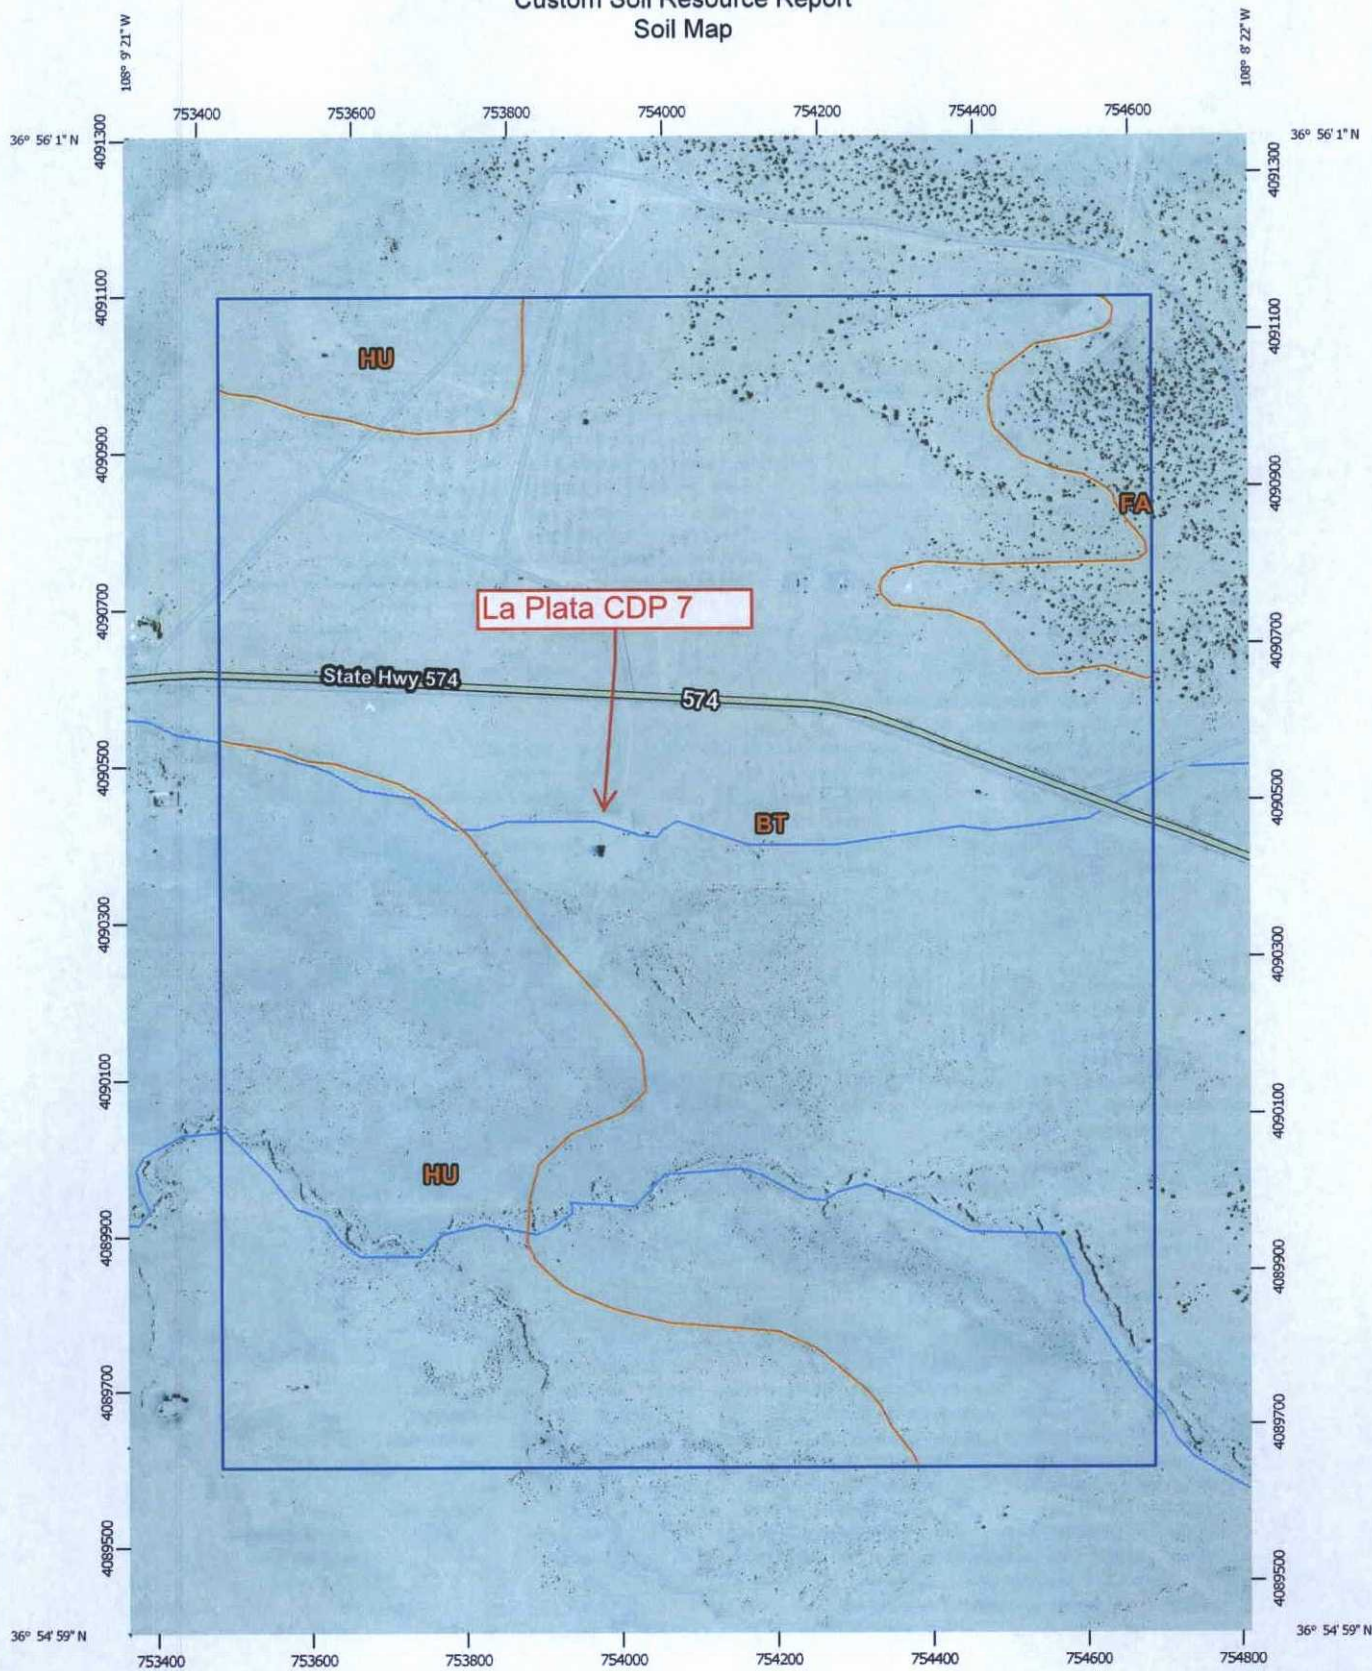 Custom Soil Resource Report
Soil Map
108° 9' 21" W
108° 8' 22" W
753400
753600
753800
754000
754200
754400
754600
36° 56' 1" N
36° 56' 1" N
4091300
4091300
4091100
4091100
HU
4090900
4090900
FA
4090700
4090700
La Plata CDP 7
State Hwy 574
574
4090500
4090500
BT
4090300
4090300
4090100
4090100
HU
4089900
4089900
4089700
4089700
4089500
4089500
36° 54' 59" N
36° 54' 59" N
753400
753600
753800
754000
754200
754400
754600
754800